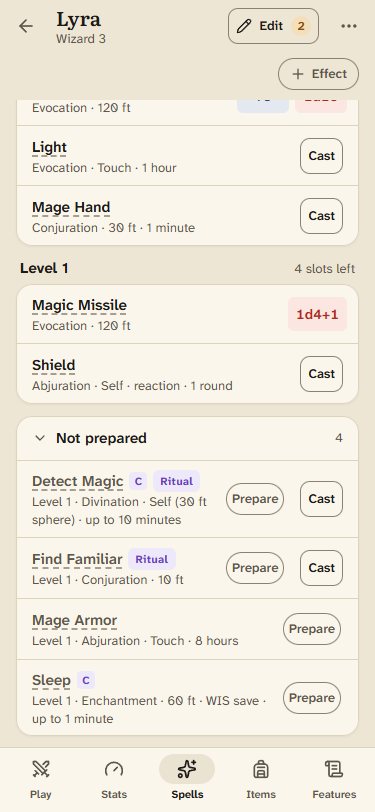 Lyra
Wizard 3
Edit 2
Effect
Evocation · 120 ft
Light
Evocation · Touch · 1 hour
Cast
Mage Hand
Conjuration · 30 ft · 1 minute
Cast
Level 1
4 slots left
Magic Missile
Evocation · 120 ft
1d4+1
Shield
Abjuration · Self · reaction · 1 round
Cast
Not prepared
4
Detect Magic C Ritual
Level 1 · Divination · Self (30 ft
sphere) · up to 10 minutes
Prepare
Cast
Find Familiar Ritual
Level 1 · Conjuration · 10 ft
Prepare
Cast
Mage Armor
Level 1 · Abjuration · Touch · 8 hours
Prepare
Sleep C
Level 1 · Enchantment · 60 ft · WIS save ·
up to 1 minute
Prepare
Play
Stats
Spells
Items
Features